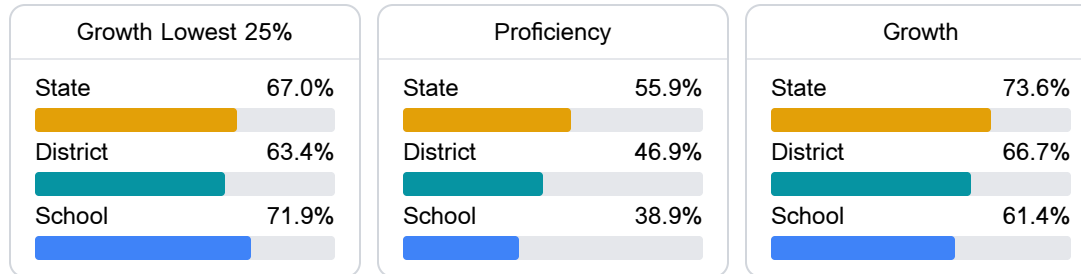 Growth Lowest 25%
State 67.0%
District 63.4%
School 71.9%
Proficiency
State 55.9%
District 46.9%
School 38.9%
Growth
State 73.6%
District 66.7%
School 61.4%